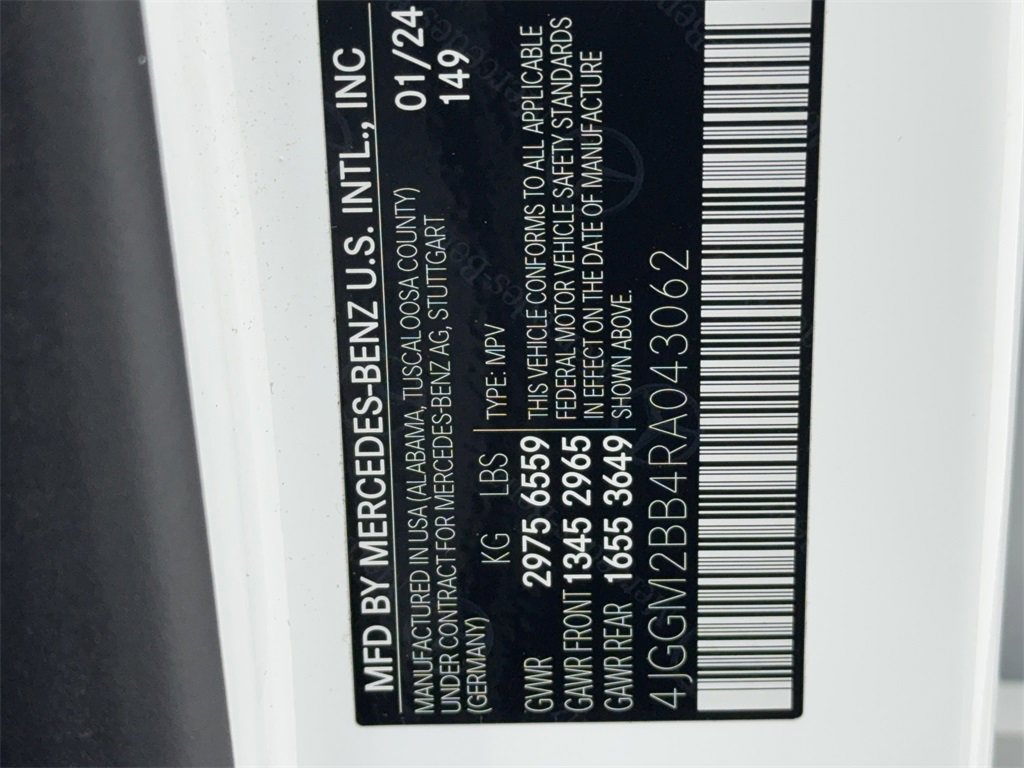 MFD BY MERCEDES-BENZ U.S. INTL., INC
MANUFACTURED IN USA (ALABAMA, TUSCALOOSA COUNTY) 01/24
UNDER CONTRACT FOR MERCEDES-BENZ AG, STUTTGART 149
(GERMANY)
KG LBS TYPE: MPV
GVWR 2975 6559 THIS VEHICLE CONFORMS TO ALL APPLICABLE
GAWR FRONT 1345 2965 FEDERAL MOTOR VEHICLE SAFETY STANDARDS
GAWR REAR 1655 3649 IN EFFECT ON THE DATE OF MANUFACTURE
SHOWN ABOVE.
4JGGM2BB4RA043062